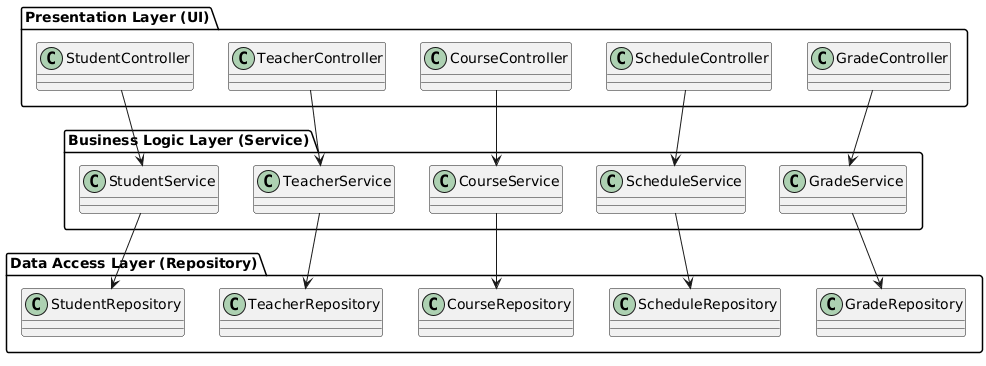 Presentation Layer (UI)
C StudentController
C TeacherController
C CourseController
C ScheduleController
C GradeController
Business Logic Layer (Service)
C StudentService
C TeacherService
C CourseService
C ScheduleService
C GradeService
Data Access Layer (Repository)
C StudentRepository
C TeacherRepository
C CourseRepository
C ScheduleRepository
C GradeRepository